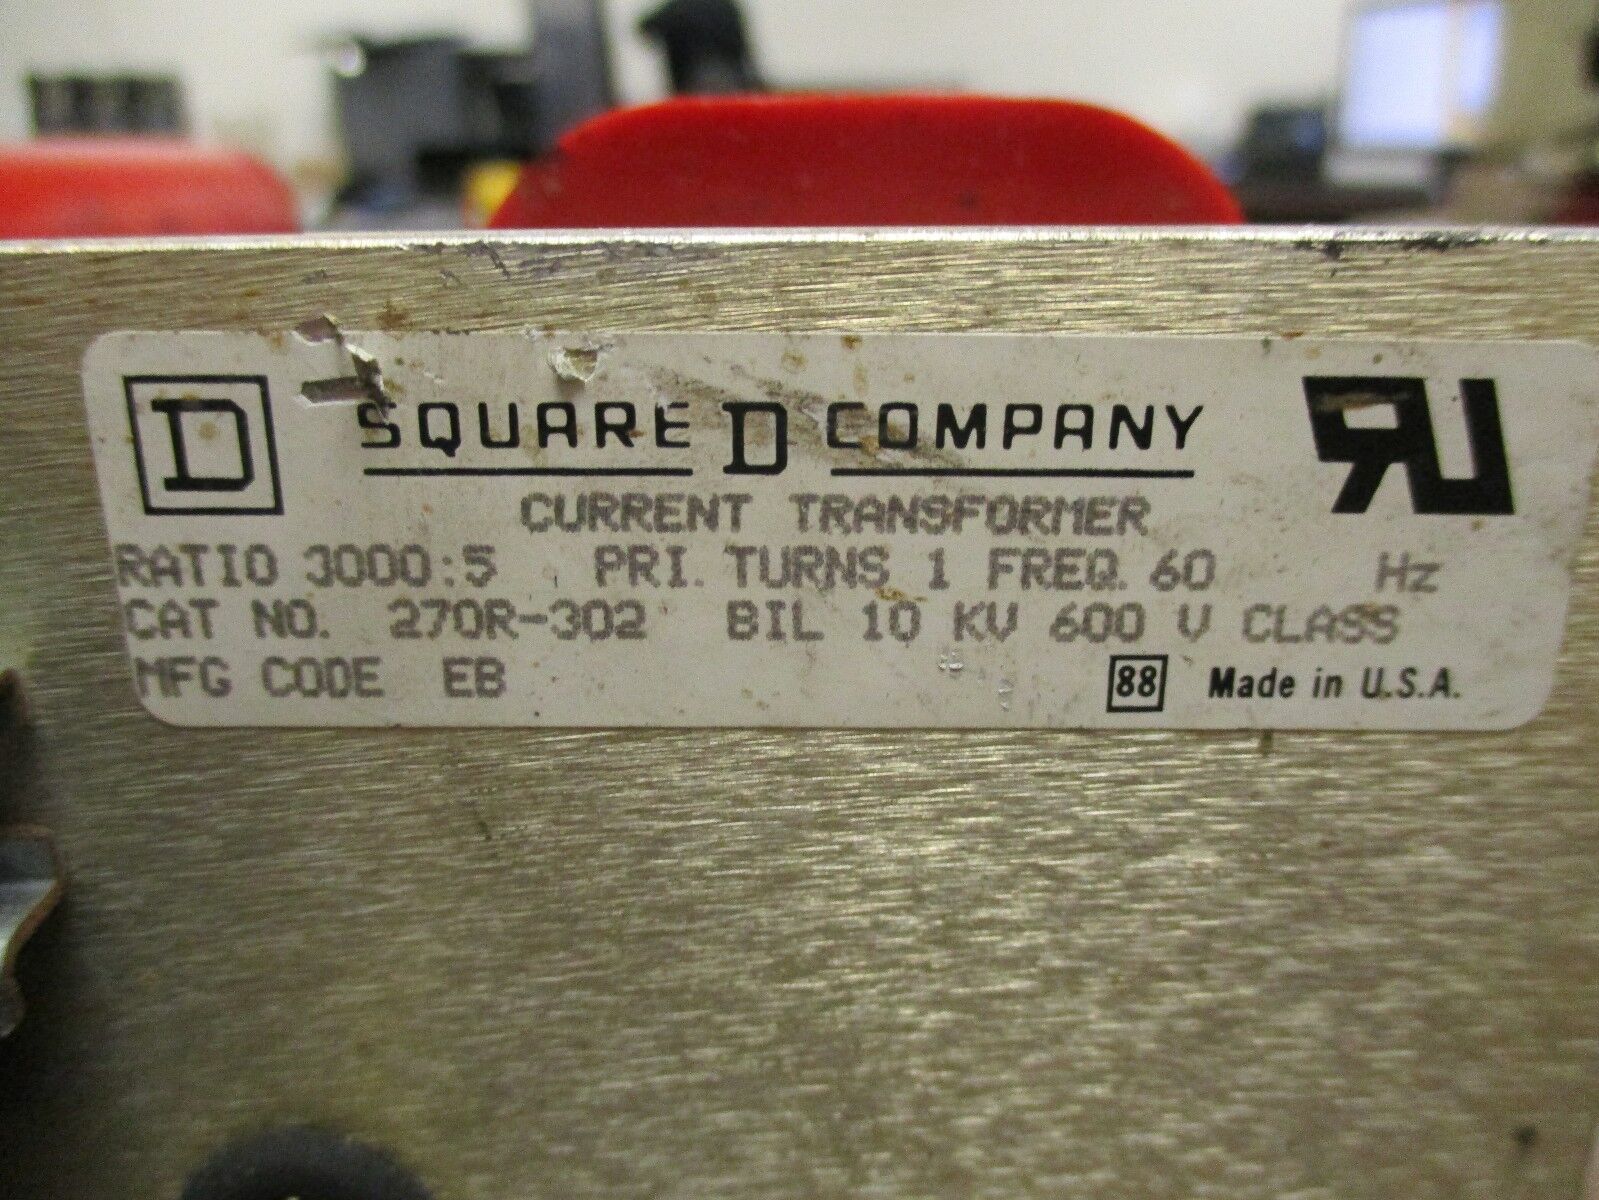 D SQUARE D COMPANY RU
CURRENT TRANSFORMER
RATIO 3000:5 PRI. TURNS 1 FREQ. 60 Hz
CAT NO. 270R-302 BIL 10 KV 600 V CLASS
MFG CODE EB 88 Made in U.S.A.